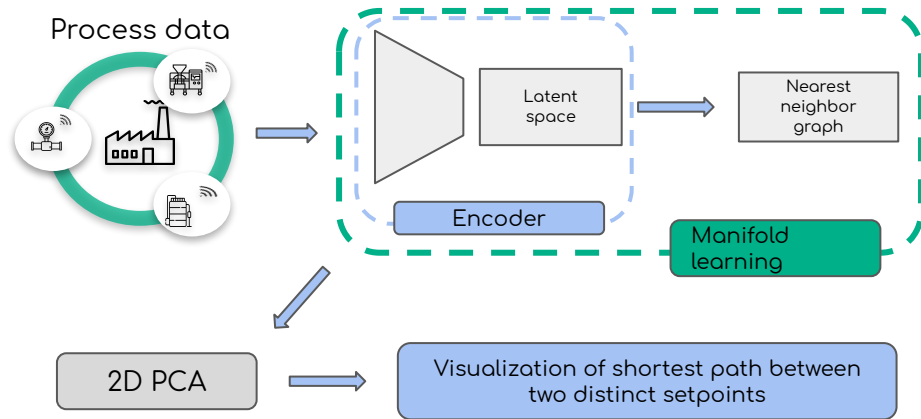 Process data
Latent
space
Nearest
neighbor
graph
Encoder
Manifold
learning
2D PCA
Visualization of shortest path between
two distinct setpoints